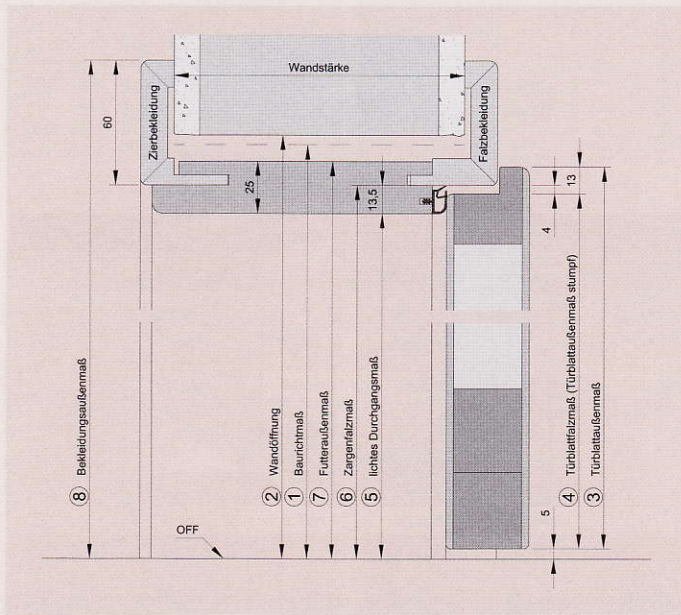 Wandstärke
Zierbekleidung
Falzbekleidung
60
25
13,5
13
4
⑧ Bekleidungsaußenmaß
② Wandöffnung
① Baurichtmaß
⑦ Futteraußenmaß
⑥ Zargenfalzmaß
⑤ lichtes Durchgangsmaß
④ Türblattfalzmaß (Türblattaußenmaß stumpf)
③ Türblattaußenmaß
5
OFF